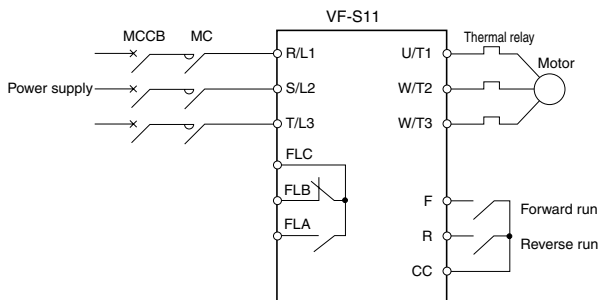 VF-S11
MCCB MC
R/L1 U/T1 Thermal relay
Motor
Power supply S/L2 W/T2
T/L3 W/T3
FLC
FLB
FLA
F Forward run
R Reverse run
CC